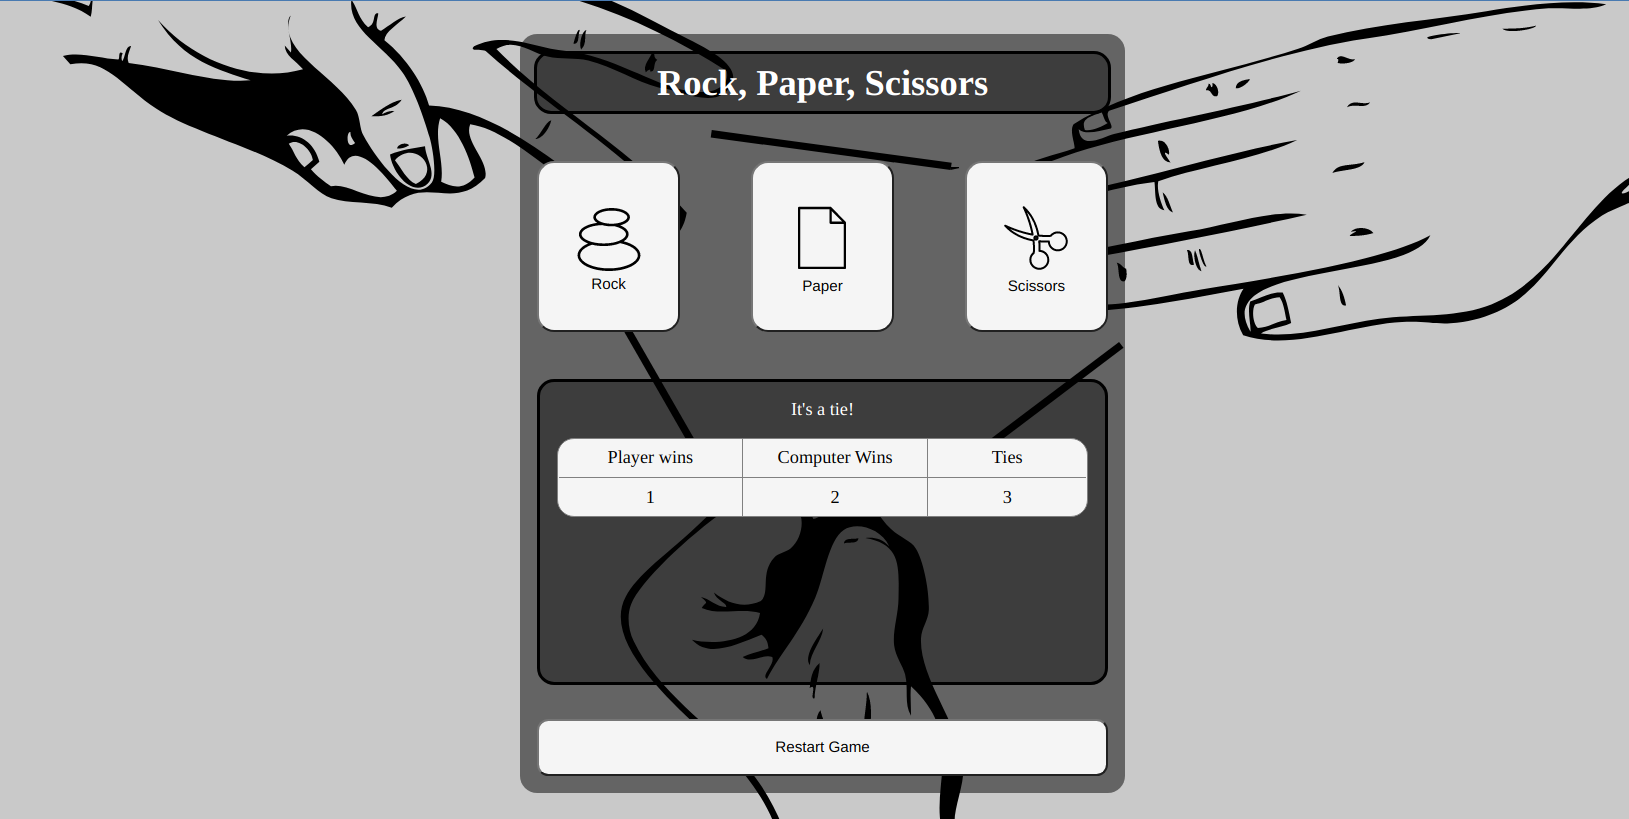 Rock, Paper, Scissors
Rock Paper Scissors
It's a tie!
Player wins Computer Wins Ties
1 2 3
Restart Game